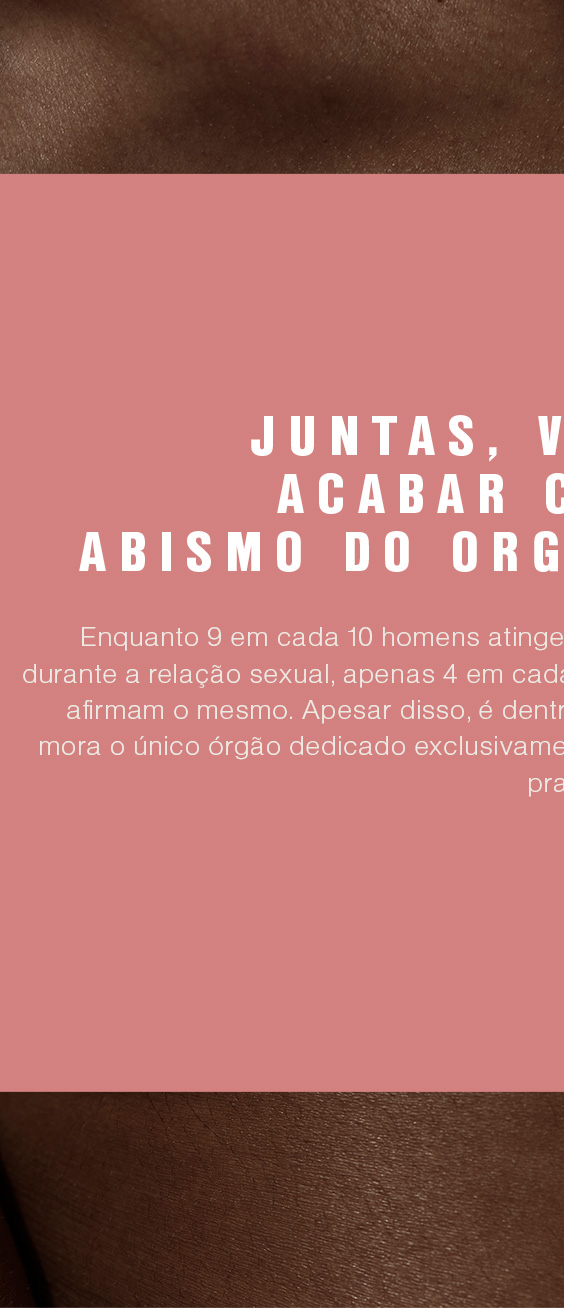 JUNTAS, V
ACABAR C
ABISMO DO ORG
Enquanto 9 em cada 10 homens atinge
durante a relação sexual, apenas 4 em cada
afirmam o mesmo. Apesar disso, é dentr
mora o único órgão dedicado exclusivame
pra